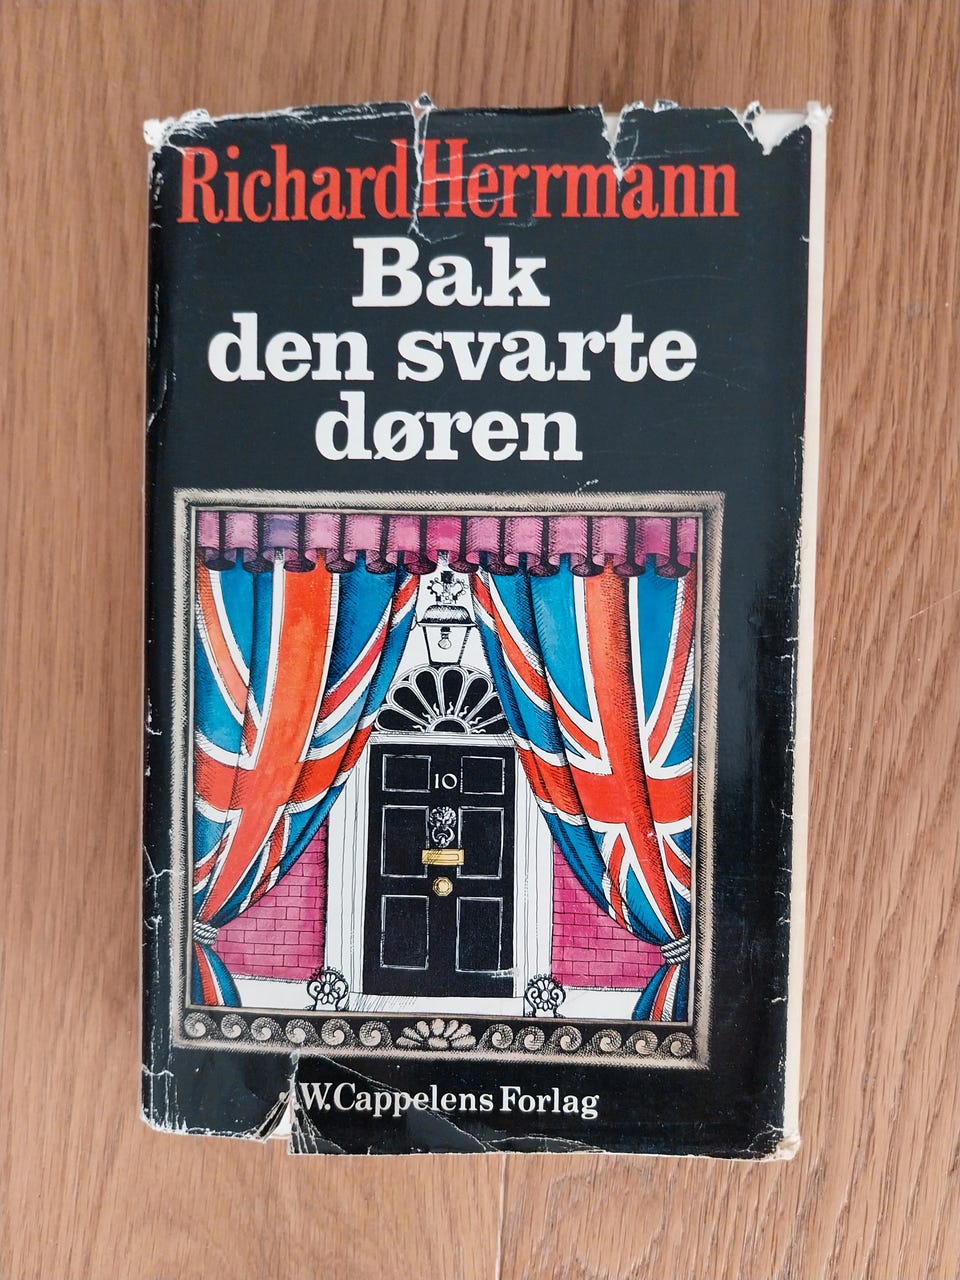 Richard Herrmann
Bak
den svarte
døren
10
.W.Cappelens Forlag